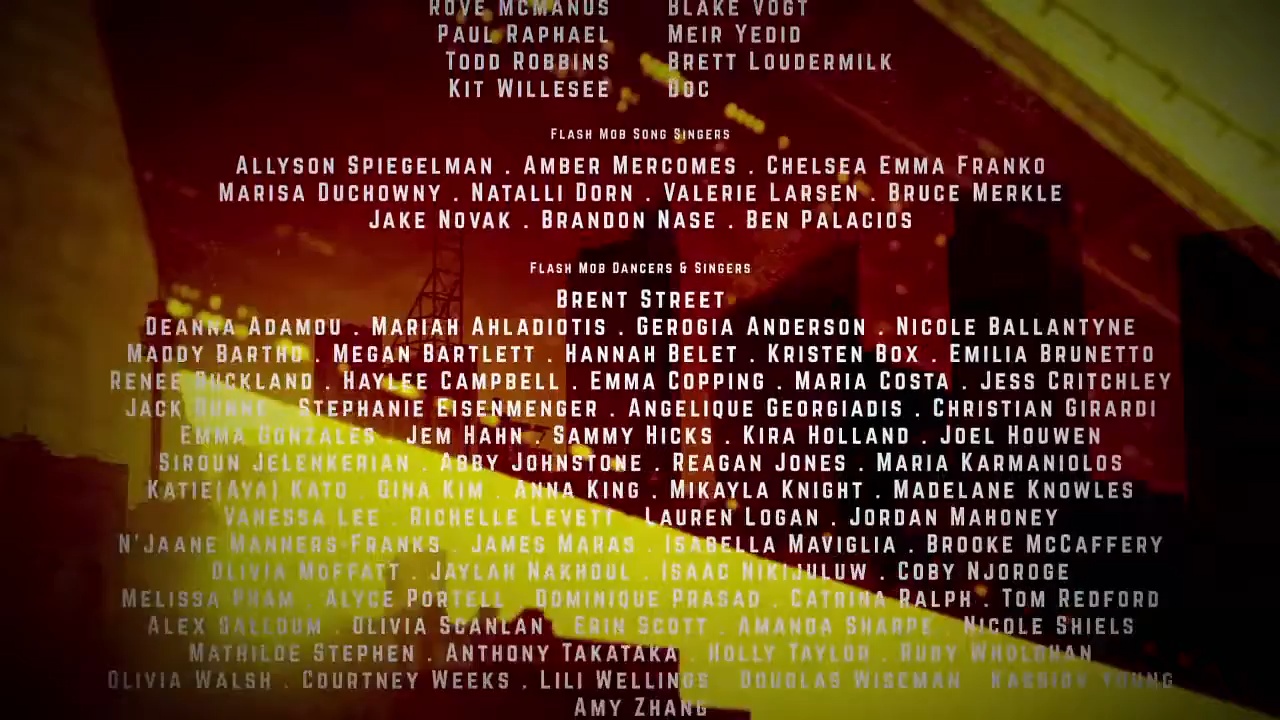 ROVE MCMANUS BLAKE VOGT
PAUL RAPHAEL MEIR YEDID
TODD ROBBINS BRETT LOUDERMILK
KIT WILLESEE DOC
FLASH MOB SONG SINGERS
ALLYSON SPIEGELMAN . AMBER MERCOMES . CHELSEA EMMA FRANKO
MARISA DUCHOWNY . NATALLI DORN . VALERIE LARSEN . BRUCE MERKLE
JAKE NOVAK . BRANDON NASE . BEN PALACIOS
FLASH MOB DANCERS & SINGERS
BRENT STREET
DEANNA ADAMOU . MARIAH AHLADIOTIS . GEROGIA ANDERSON . NICOLE BALLANTYNE
MADDY BARTHO . MEGAN BARTLETT . HANNAH BELET . KRISTEN BOX . EMILIA BRUNETTO
RENEE BUCKLAND . HAYLEE CAMPBELL . EMMA COPPING . MARIA COSTA . JESS CRITCHLEY
JACK DUNNE . STEPHANIE EISENMENGER . ANGELIQUE GEORGIADIS . CHRISTIAN GIRARDI
EMMA GONZALES . JEM HAHN . SAMMY HICKS . KIRA HOLLAND . JOEL HOUWEN
SIROUN JELENKERIAN . ABBY JOHNSTONE . REAGAN JONES . MARIA KARMANIOLOS
KATIE(AYA) KATO . GINA KIM . ANNA KING . MIKAYLA KNIGHT . MADELANE KNOWLES
VANESSA LEE . RICHELLE LEVETT . LAUREN LOGAN . JORDAN MAHONEY
N'JAANE MANNERS-FRANKS . JAMES MARAS . ISABELLA MAVIGLIA . BROOKE MCCAFFERY
OLIVIA MOFFATT . JAYLAH NAKHOUL . ISAAC NIKIJULUW . COBY NJOROGE
MELISSA PHAM . ALYCE PORTELL . DOMINIQUE PRASAD . CATRINA RALPH . TOM REDFORD
ALEX SALLOUM . OLIVIA SCANLAN . ERIN SCOTT . AMANDA SHARPE . NICOLE SHIELS
MATHILDE STEPHEN . ANTHONY TAKATAKA . HOLLY TAYLOR . RUBY WHOLOHAN
OLIVIA WALSH . COURTNEY WEEKS . LILI WELLINGS . DOUGLAS WISEMAN . YOUNG
AMY ZHANG